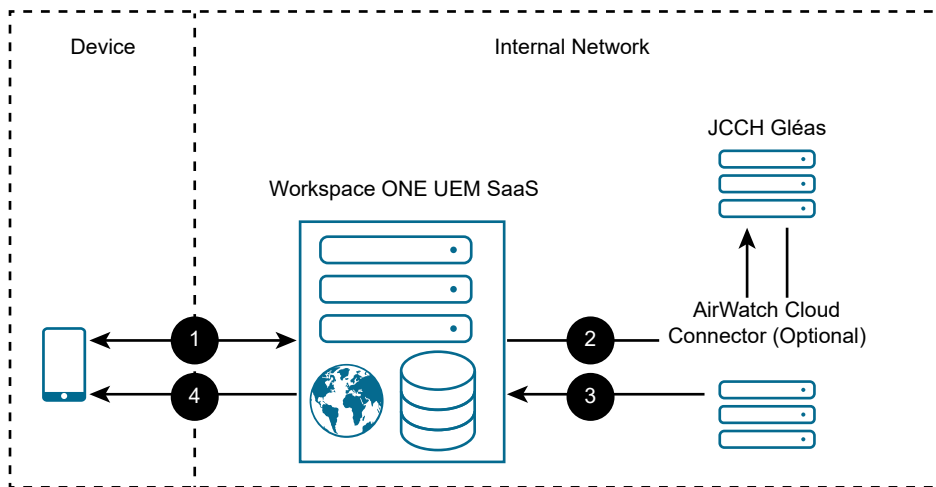 Device
Internal Network
JCCH Gléas
Workspace ONE UEM SaaS
AirWatch Cloud
Connector (Optional)
1
2
4
3